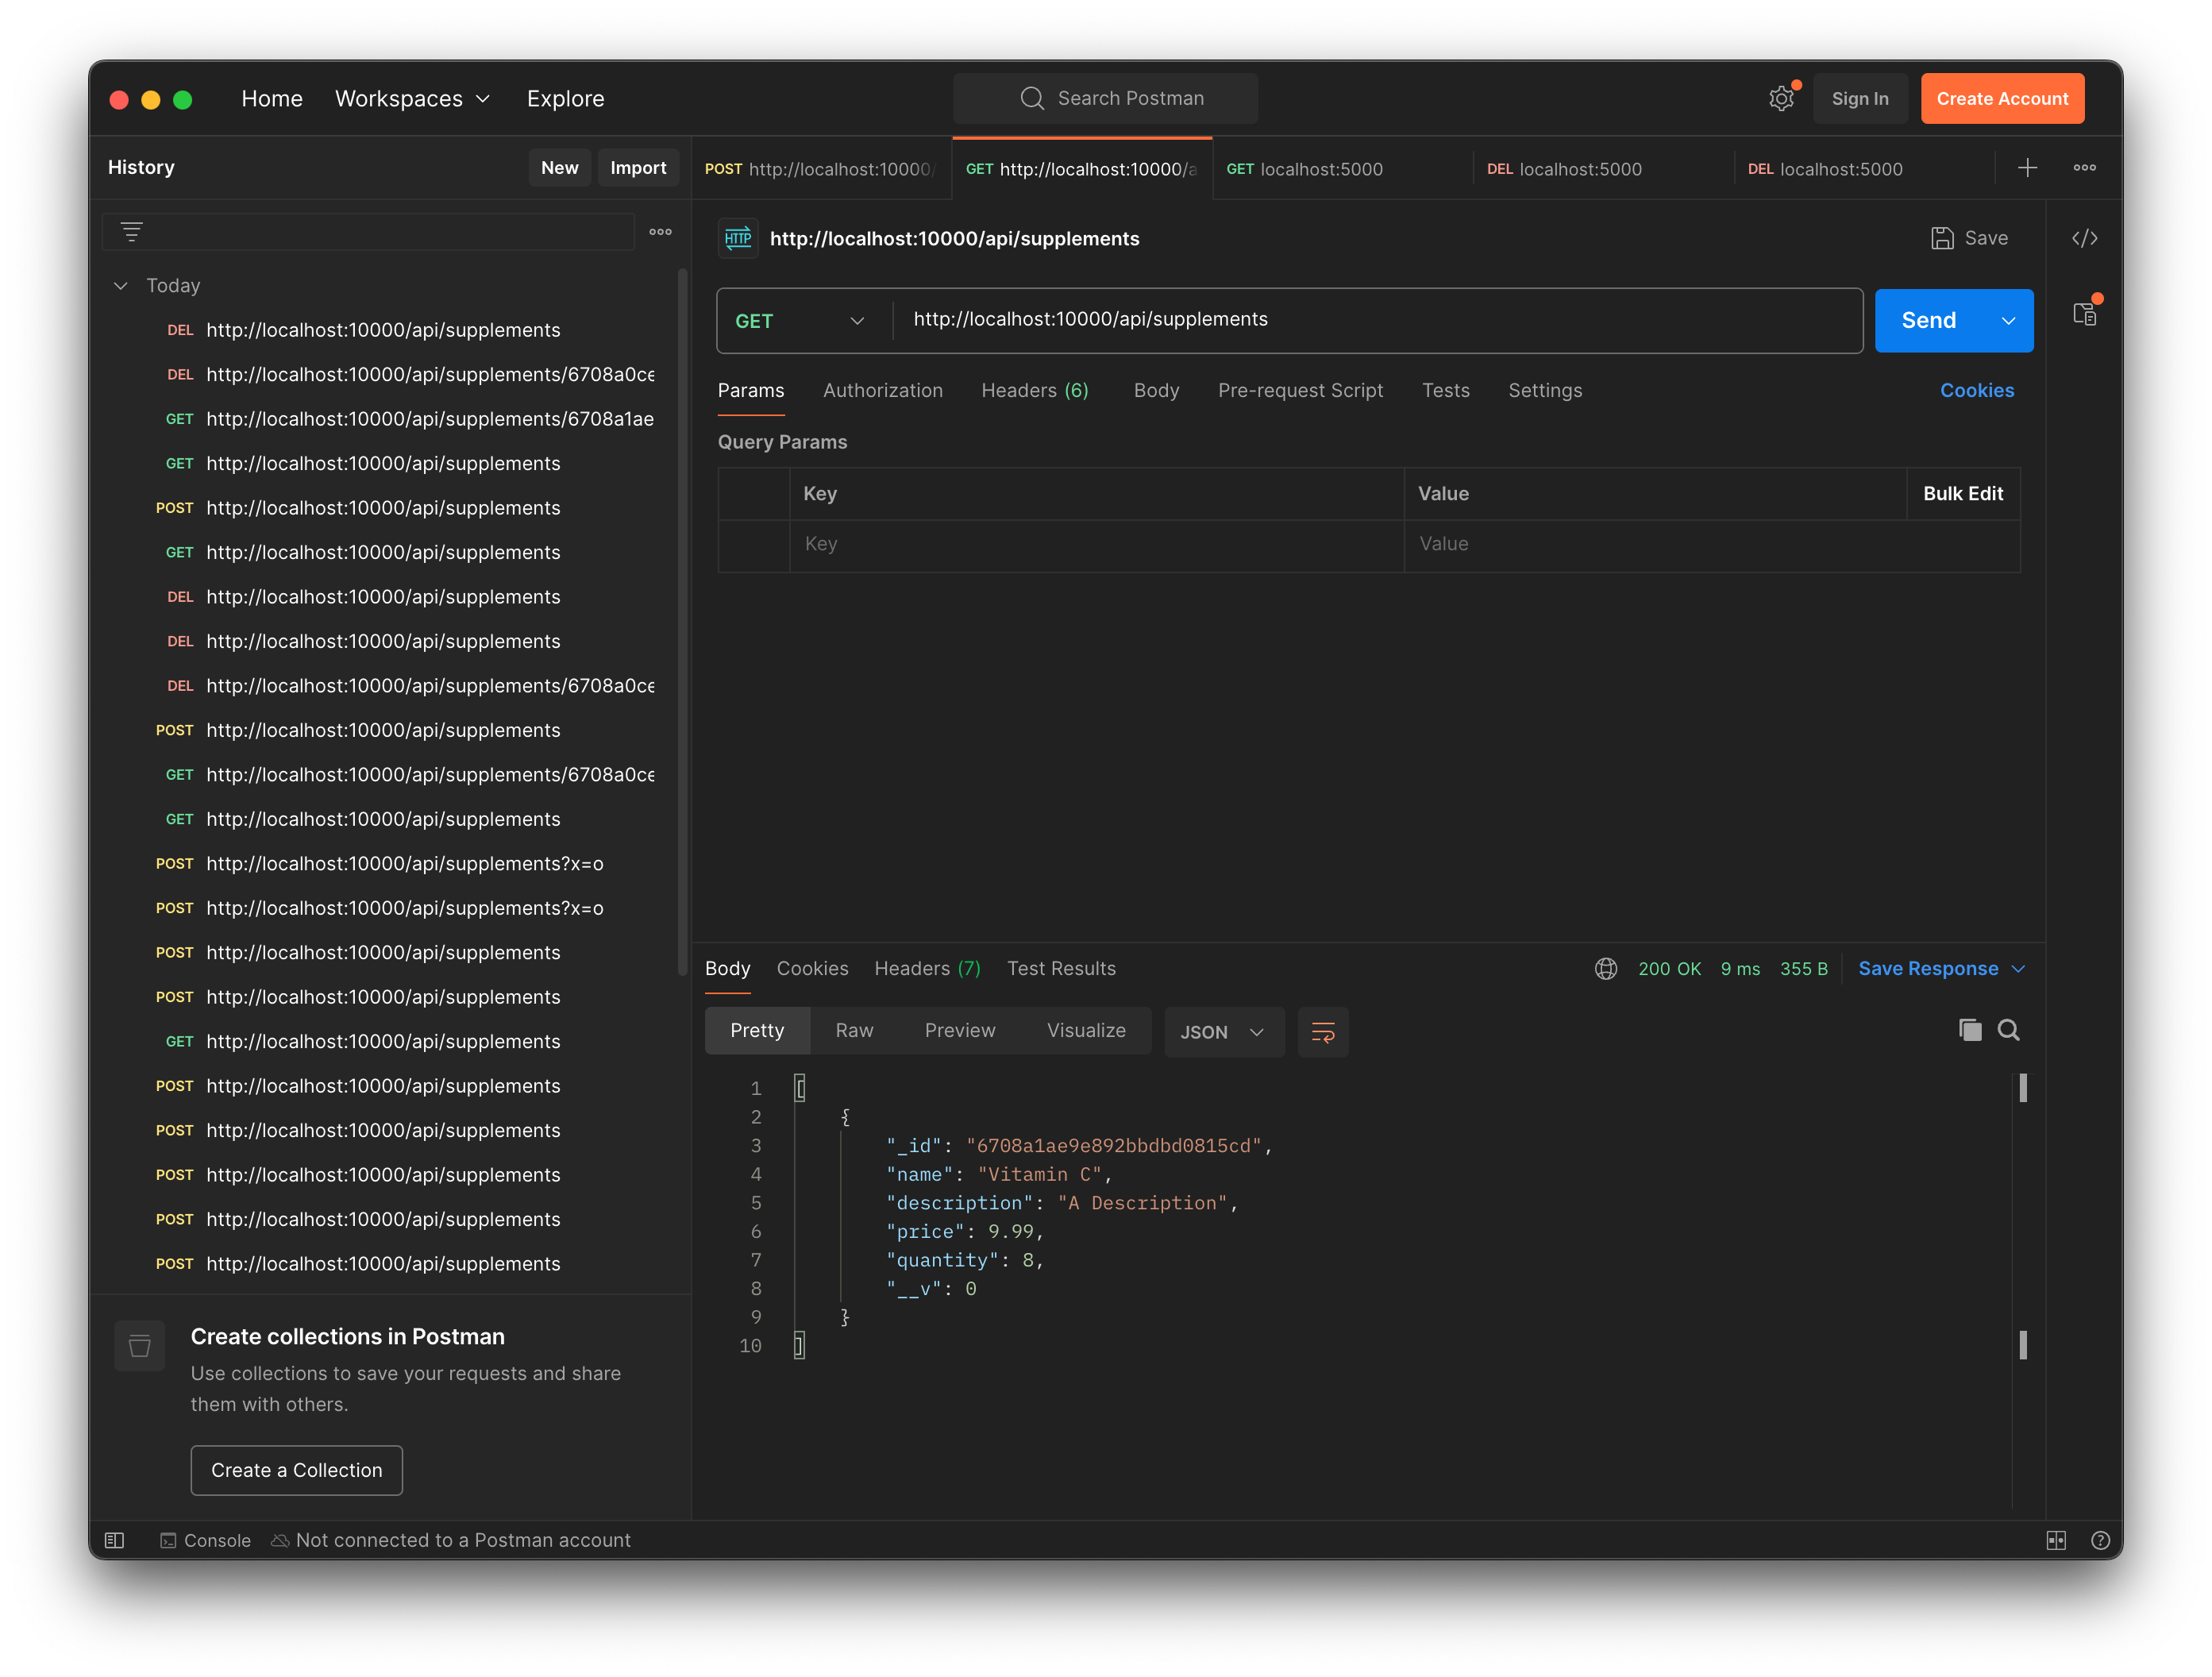 Home Workspaces Explore Search Postman Sign In Create Account
History New Import
POST http://localhost:10000/ GET http://localhost:10000/a GET localhost:5000 DEL localhost:5000 DEL localhost:5000
HTTP http://localhost:10000/api/supplements Save </>
Today
DEL http://localhost:10000/api/supplements
DEL http://localhost:10000/api/supplements/6708a0ce
GET http://localhost:10000/api/supplements/6708a1ae
GET http://localhost:10000/api/supplements
POST http://localhost:10000/api/supplements
GET http://localhost:10000/api/supplements
DEL http://localhost:10000/api/supplements
DEL http://localhost:10000/api/supplements
DEL http://localhost:10000/api/supplements/6708a0ce
POST http://localhost:10000/api/supplements
GET http://localhost:10000/api/supplements/6708a0ce
GET http://localhost:10000/api/supplements
POST http://localhost:10000/api/supplements?x=o
POST http://localhost:10000/api/supplements?x=o
POST http://localhost:10000/api/supplements
POST http://localhost:10000/api/supplements
GET http://localhost:10000/api/supplements
POST http://localhost:10000/api/supplements
POST http://localhost:10000/api/supplements
POST http://localhost:10000/api/supplements
POST http://localhost:10000/api/supplements
POST http://localhost:10000/api/supplements
Create collections in Postman
Use collections to save your requests and share
them with others.
Create a Collection
GET http://localhost:10000/api/supplements Send
Params Authorization Headers (6) Body Pre-request Script Tests Settings Cookies
Query Params
Key Value Bulk Edit
Key Value
Body Cookies Headers (7) Test Results 200 OK 9 ms 355 B Save Response
Pretty Raw Preview Visualize JSON
1 [
2 {
3 "_id": "6708a1ae9e892bbdbd0815cd",
4 "name": "Vitamin C",
5 "description": "A Description",
6 "price": 9.99,
7 "quantity": 8,
8 "__v": 0
9 }
10 ]
Console Not connected to a Postman account